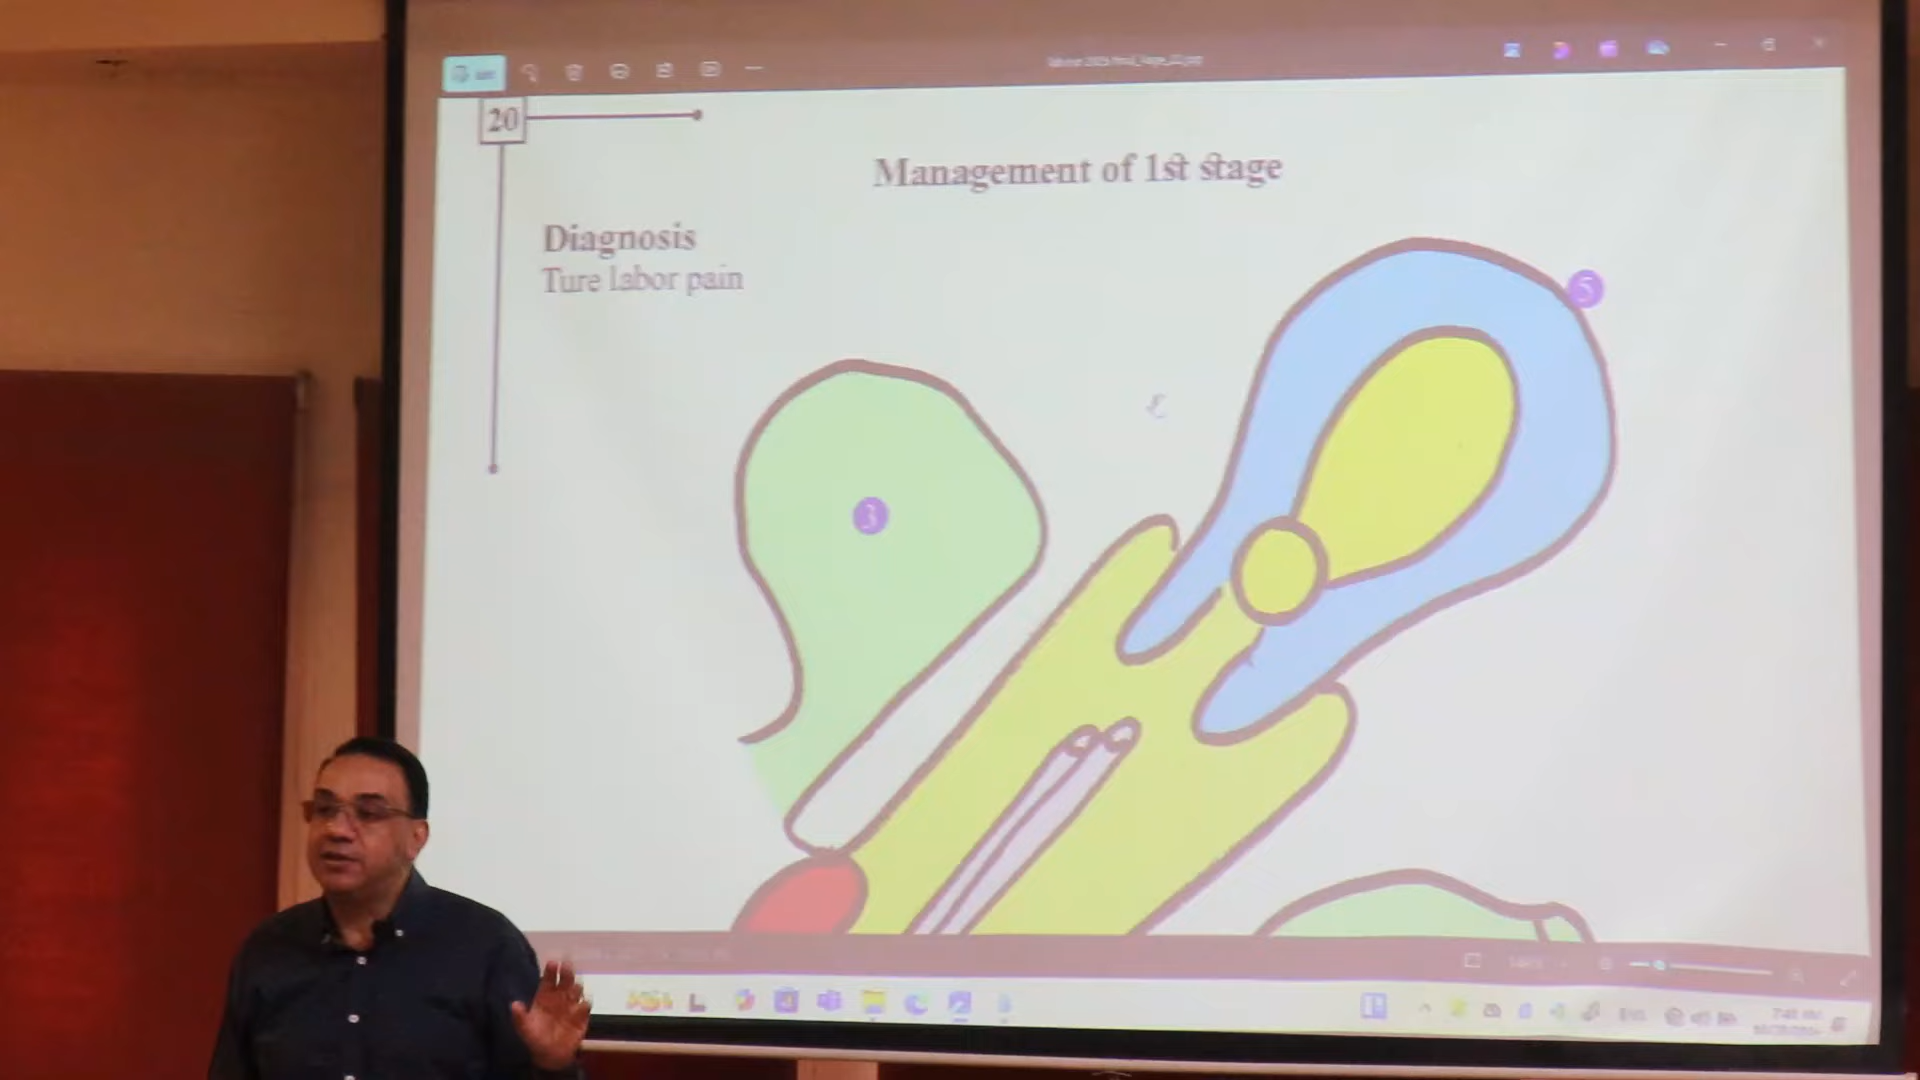 20
Management of 1st stage
Diagnosis
Ture labor pain
5
3